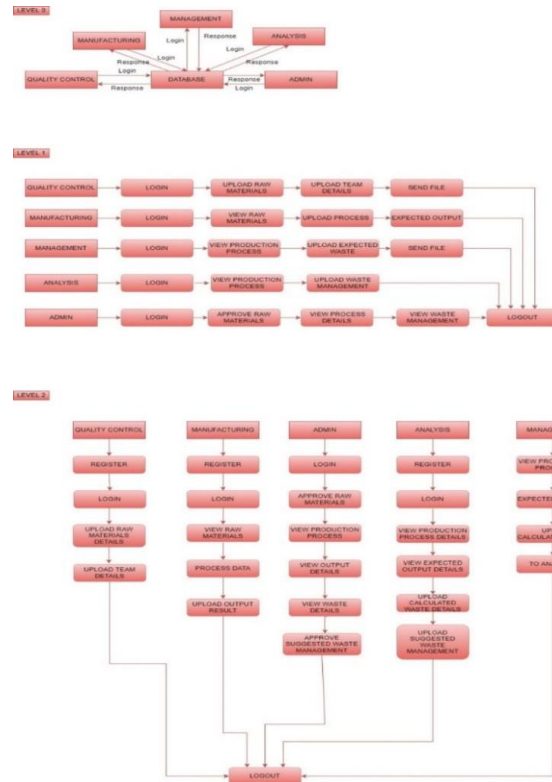 LEVEL 0
MANAGEMENT
MANUFACTURING
ANALYSIS
Login
Response
Login
Response
Login
Response
Login
Response
QUALITY CONTROL
DATABASE
ADMIN
Response
Response
Login
LEVEL 1
QUALITY CONTROL
LOGIN
UPLOAD RAW
MATERIALS
UPLOAD TEAM
DETAILS
SEND FILE
MANUFACTURING
LOGIN
VIEW RAW
MATERIALS
UPLOAD PROCESS
EXPECTED OUTPUT
MANAGEMENT
LOGIN
VIEW PRODUCTION
PROCESS
UPLOAD EXPECTED
WASTE
SEND FILE
ANALYSIS
LOGIN
VIEW PRODUCTION
PROCESS
UPLOAD WASTE
MANAGEMENT
ADMIN
LOGIN
APPROVE RAW
MATERIALS
VIEW PROCESS
DETAILS
VIEW WASTE
MANAGEMENT
LOGOUT
LEVEL 2
QUALITY CONTROL
REGISTER
LOGIN
UPLOAD RAW
MATERIALS
DETAILS
UPLOAD TEAM
DETAILS
MANUFACTURING
REGISTER
LOGIN
VIEW RAW
MATERIALS
PROCESS DATA
UPLOAD OUTPUT
RESULT
ADMIN
LOGIN
APPROVE RAW
MATERIALS
VIEW PRODUCTION
PROCESS
VIEW OUTPUT
DETAILS
VIEW WASTE
DETAILS
APPROVE
SUGGESTED WASTE
MANAGEMENT
ANALYSIS
REGISTER
LOGIN
VIEW PRODUCTION
PROCESS DETAILS
VIEW EXPECTED
OUTPUT DETAILS
UPLOAD
CALCULATED
WASTE DETAILS
UPLOAD
SUGGESTED
WASTE
MANAGEMENT
VIEW
EXPECTED
TO
LOGOUT